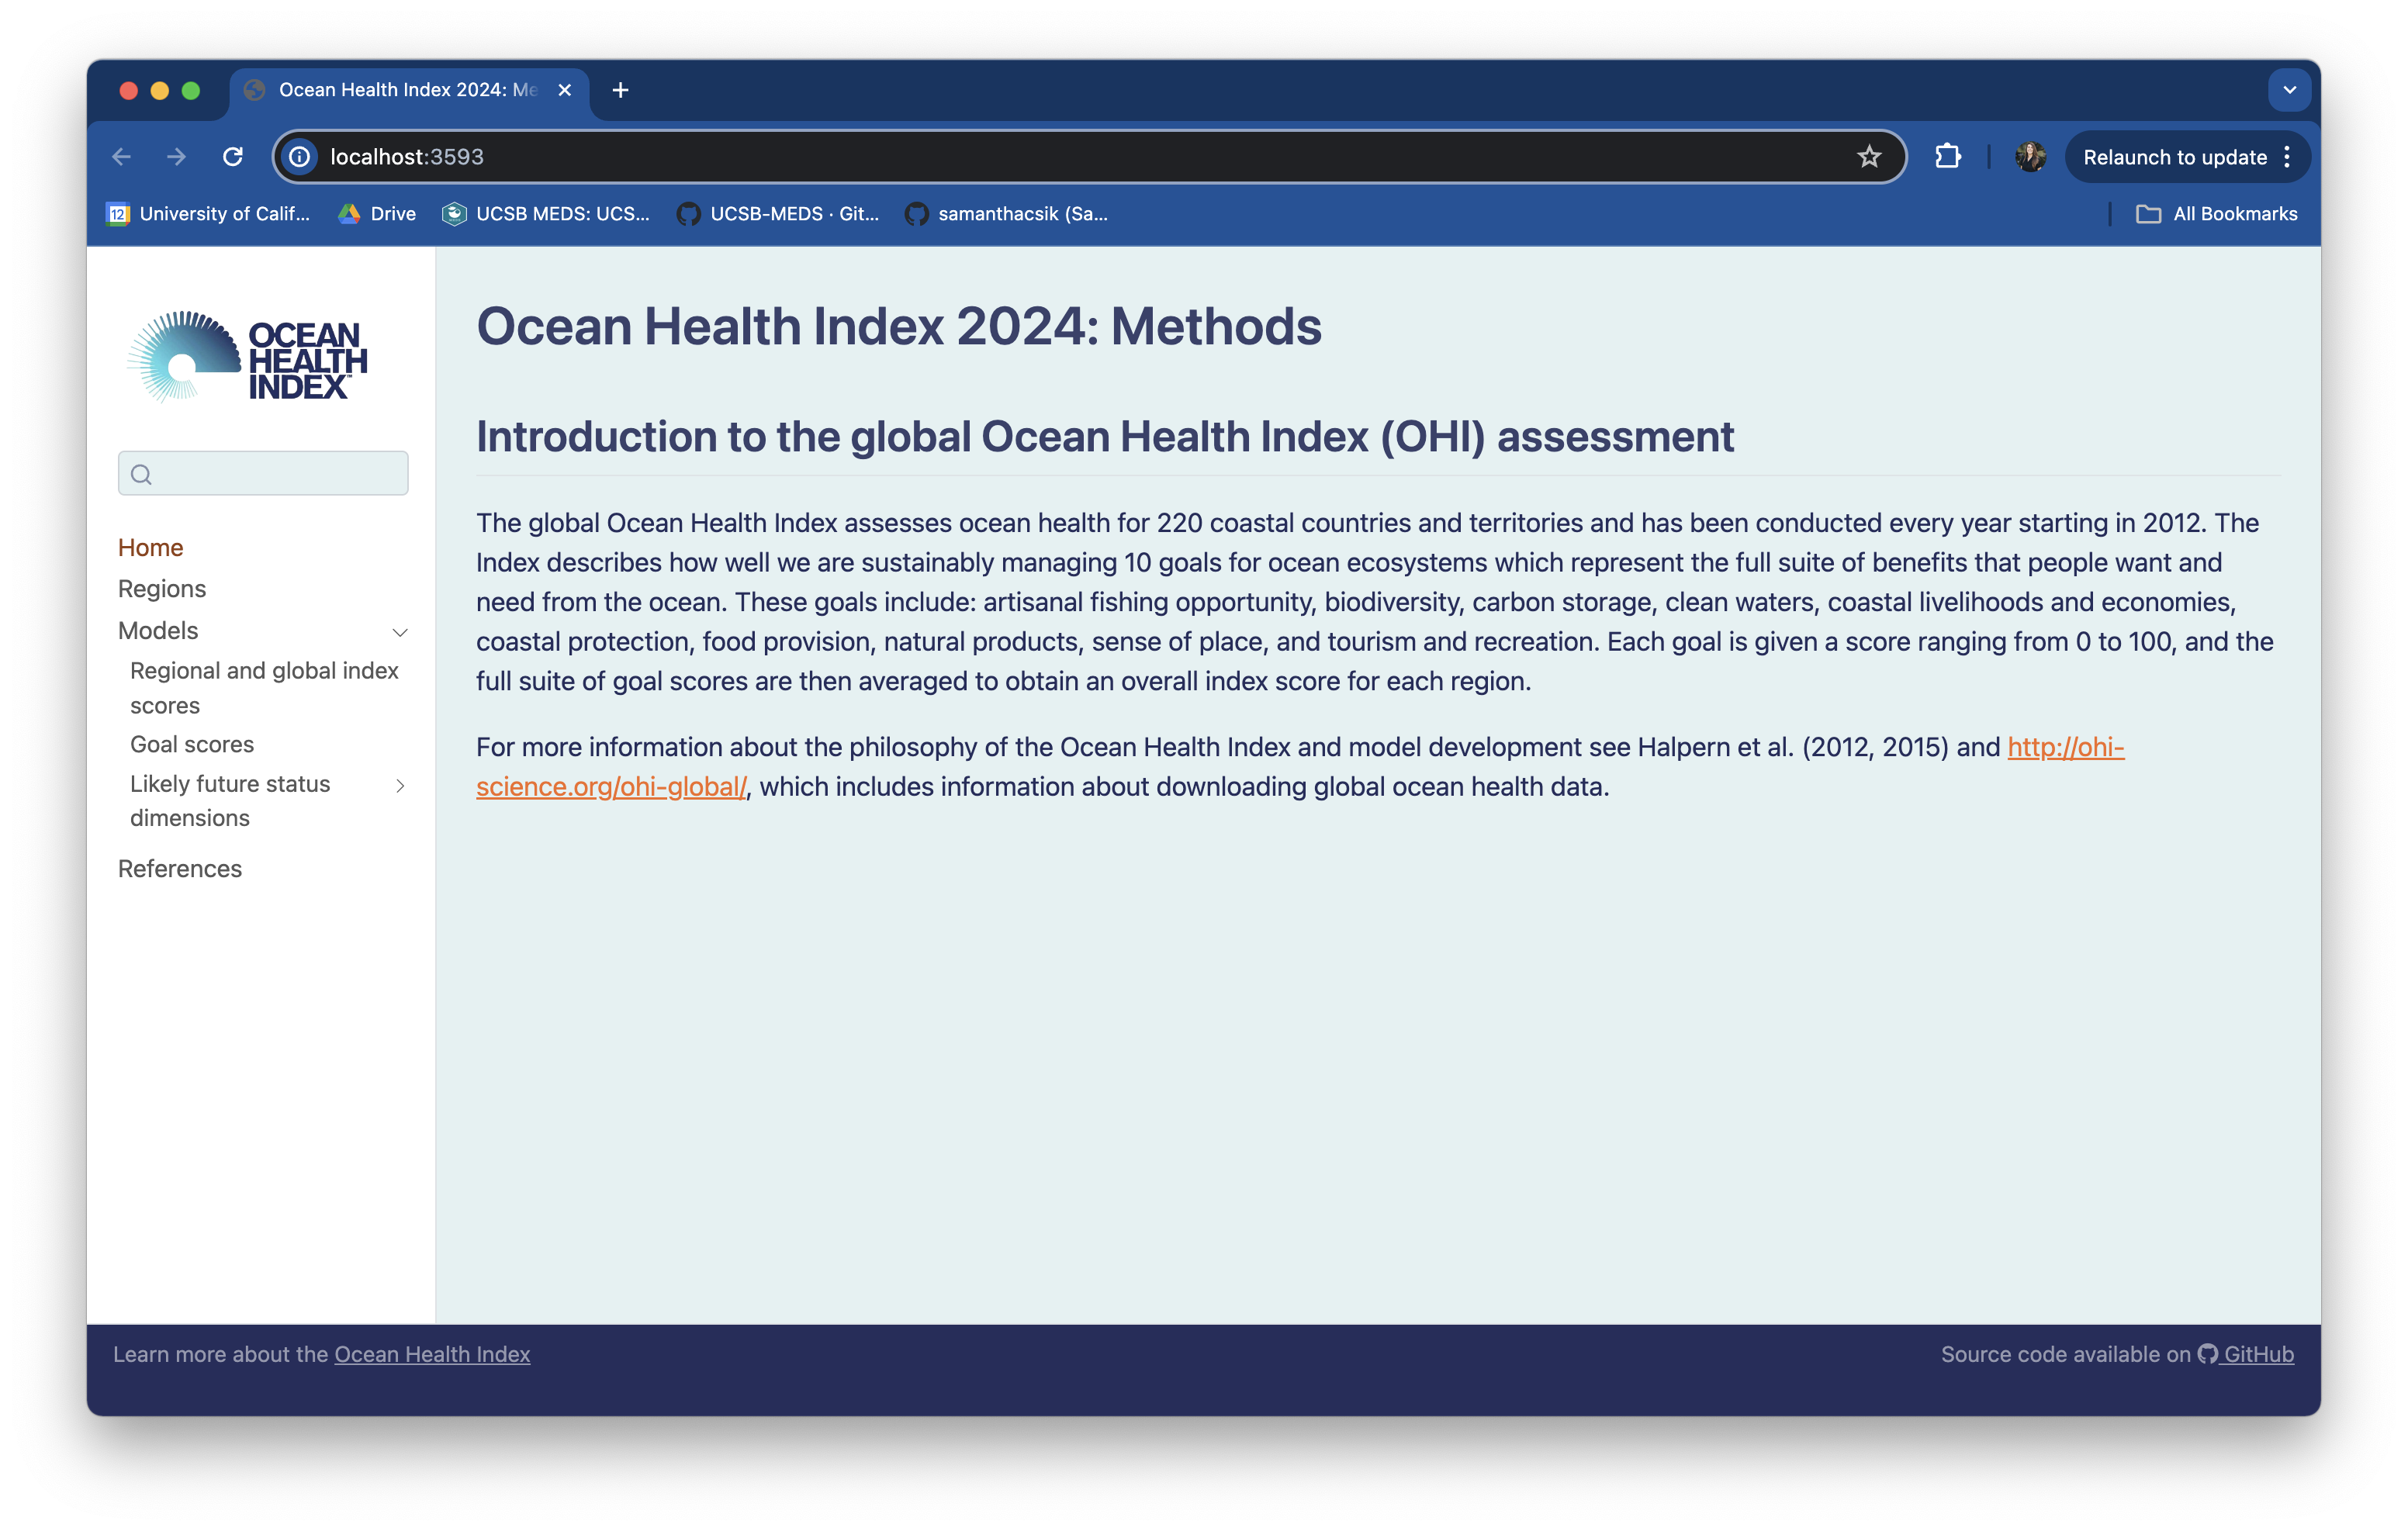 Ocean Health Index 2024: Me
localhost:3593
Relaunch to update
12
University of Calif...
Drive
UCSB MEDS: UCS...
UCSB-MEDS · Git...
samanthacsik (Sa...
All Bookmarks
OCEAN
HEALTH
INDEX™
Home
Regions
Models
Regional and global index
scores
Goal scores
Likely future status
dimensions
References
Ocean Health Index 2024: Methods
Introduction to the global Ocean Health Index (OHI) assessment
The global Ocean Health Index assesses ocean health for 220 coastal countries and territories and has been conducted every year starting in 2012. The
Index describes how well we are sustainably managing 10 goals for ocean ecosystems which represent the full suite of benefits that people want and
need from the ocean. These goals include: artisanal fishing opportunity, biodiversity, carbon storage, clean waters, coastal livelihoods and economies,
coastal protection, food provision, natural products, sense of place, and tourism and recreation. Each goal is given a score ranging from 0 to 100, and the
full suite of goal scores are then averaged to obtain an overall index score for each region.
For more information about the philosophy of the Ocean Health Index and model development see Halpern et al. (2012, 2015) and http://ohi-
science.org/ohi-global/, which includes information about downloading global ocean health data.
Learn more about the Ocean Health Index
Source code available on GitHub